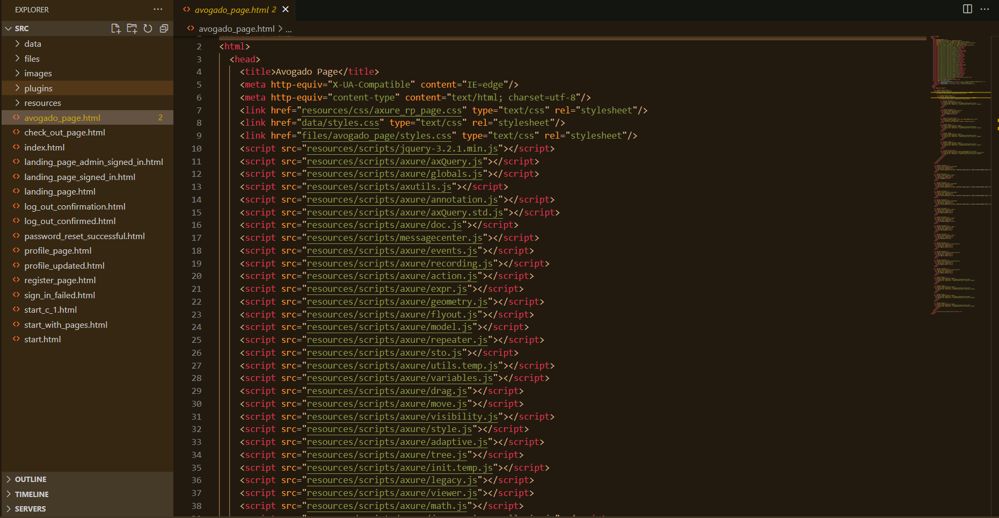 EXPLORER
SRC
data
files
images
plugins
resources
avogado_page.html 2
check_out_page.html
index.html
landing_page_admin_signed_in.html
landing_page_signed_in.html
landing_page.html
log_out_confirmation.html
log_out_confirmed.html
password_reset_successful.html
profile_page.html
profile_updated.html
register_page.html
sign_in_failed.html
start_c_1.html
start_with_pages.html
start.html
OUTLINE
TIMELINE
SERVERS
avogado_page.html 2
avogado_page.html > ...
2 <html>
3 <head>
4 <title>Avogado Page</title>
5 <meta http-equiv="X-UA-Compatible" content="IE=edge"/>
6 <meta http-equiv="content-type" content="text/html; charset=utf-8"/>
7 <link href="resources/css/axure_rp_page.css" type="text/css" rel="stylesheet"/>
8 <link href="data/styles.css" type="text/css" rel="stylesheet"/>
9 <link href="files/avogado_page/styles.css" type="text/css" rel="stylesheet"/>
10 <script src="resources/scripts/jquery-3.2.1.min.js"></script>
11 <script src="resources/scripts/axure/axQuery.js"></script>
12 <script src="resources/scripts/axure/globals.js"></script>
13 <script src="resources/scripts/axutils.js"></script>
14 <script src="resources/scripts/axure/annotation.js"></script>
15 <script src="resources/scripts/axure/axQuery.std.js"></script>
16 <script src="resources/scripts/axure/doc.js"></script>
17 <script src="resources/scripts/messagecenter.js"></script>
18 <script src="resources/scripts/axure/events.js"></script>
19 <script src="resources/scripts/axure/recording.js"></script>
20 <script src="resources/scripts/axure/action.js"></script>
21 <script src="resources/scripts/axure/expr.js"></script>
22 <script src="resources/scripts/axure/geometry.js"></script>
23 <script src="resources/scripts/axure/flyout.js"></script>
24 <script src="resources/scripts/axure/model.js"></script>
25 <script src="resources/scripts/axure/repeater.js"></script>
26 <script src="resources/scripts/axure/sto.js"></script>
27 <script src="resources/scripts/axure/utils.temp.js"></script>
28 <script src="resources/scripts/axure/variables.js"></script>
29 <script src="resources/scripts/axure/drag.js"></script>
30 <script src="resources/scripts/axure/move.js"></script>
31 <script src="resources/scripts/axure/visibility.js"></script>
32 <script src="resources/scripts/axure/style.js"></script>
33 <script src="resources/scripts/axure/adaptive.js"></script>
34 <script src="resources/scripts/axure/tree.js"></script>
35 <script src="resources/scripts/axure/init.temp.js"></script>
36 <script src="resources/scripts/axure/legacy.js"></script>
37 <script src="resources/scripts/axure/viewer.js"></script>
38 <script src="resources/scripts/axure/math.js"></script>